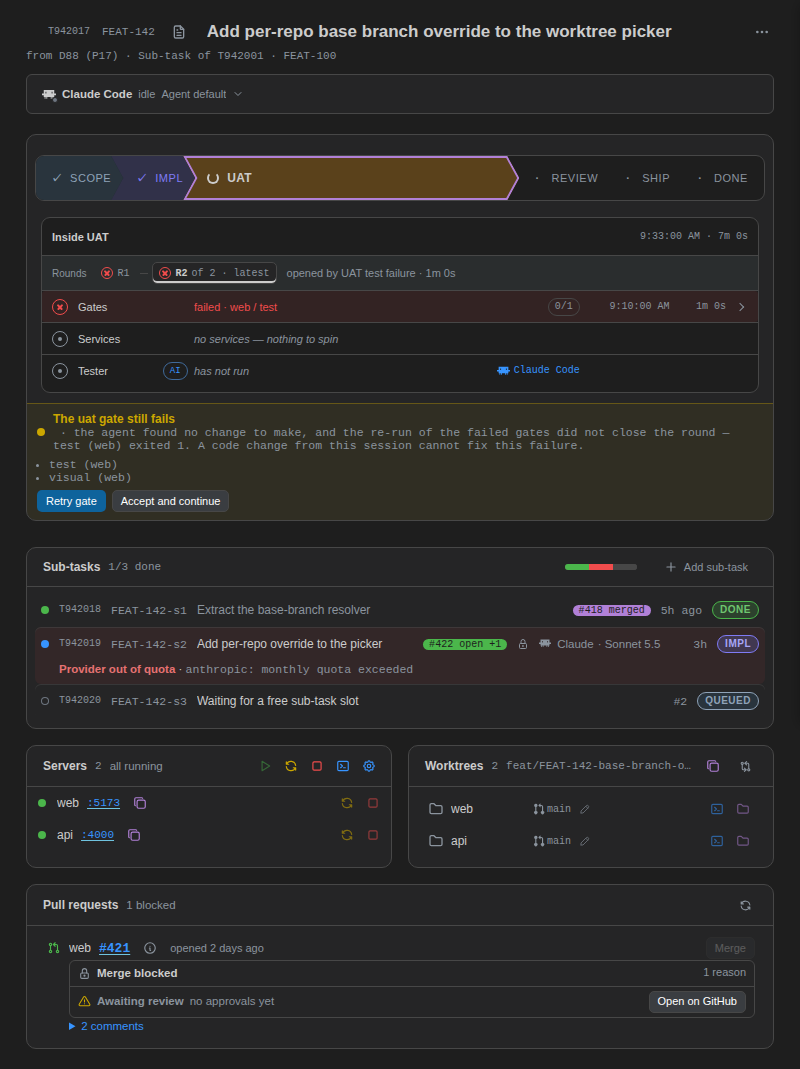 T942017 FEAT-142 Add per-repo base branch override to the worktree picker
from D88 (P17) · Sub-task of T942001 · FEAT-100
Claude Code idle Agent default
SCOPE IMPL UAT · REVIEW · SHIP · DONE
Inside UAT 9:33:00 AM · 7m 0s
Rounds R1 — R2 of 2 · latest opened by UAT test failure · 1m 0s
Gates failed · web / test 0/1 9:10:00 AM 1m 0s
Services no services — nothing to spin
Tester AI has not run Claude Code
The uat gate still fails
· the agent found no change to make, and the re-run of the failed gates did not close the round —
test (web) exited 1. A code change from this session cannot fix this failure.
• test (web)
• visual (web)
Retry gate Accept and continue
Sub-tasks 1/3 done Add sub-task
T942018 FEAT-142-s1 Extract the base-branch resolver #418 merged 5h ago DONE
T942019 FEAT-142-s2 Add per-repo override to the picker #422 open +1 Claude · Sonnet 5.5 3h IMPL
Provider out of quota · anthropic: monthly quota exceeded
T942020 FEAT-142-s3 Waiting for a free sub-task slot #2 QUEUED
Servers 2 all running
web :5173
api :4000
Worktrees 2 feat/FEAT-142-base-branch-o…
web main
api main
Pull requests 1 blocked
web #421 opened 2 days ago Merge
Merge blocked 1 reason
Awaiting review no approvals yet Open on GitHub
2 comments